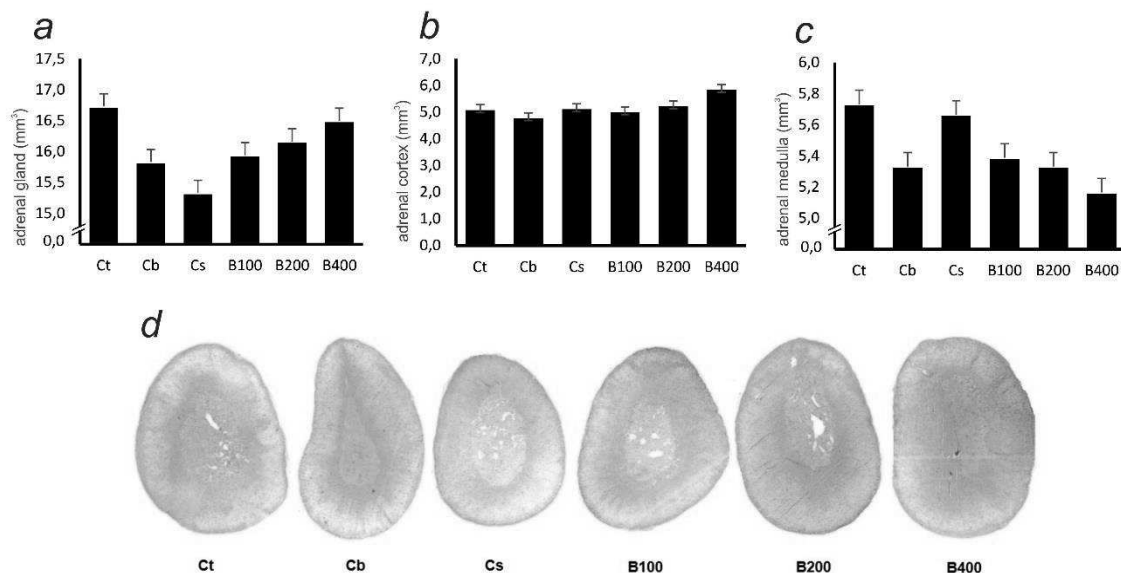 a
adrenal gland (mm³)
17,5
17,0
16,5
16,0
15,5
15,0
0,0
Ct Cb Cs B100 B200 B400
b
adrenal cortex (mm³)
7,0
6,0
5,0
4,0
3,0
2,0
1,0
0,0
Ct Cb Cs B100 B200 B400
c
adrenal medulla (mm³)
6,0
5,8
5,6
5,4
5,2
5,0
0,0
Ct Cb Cs B100 B200 B400
d
Ct Cb Cs B100 B200 B400